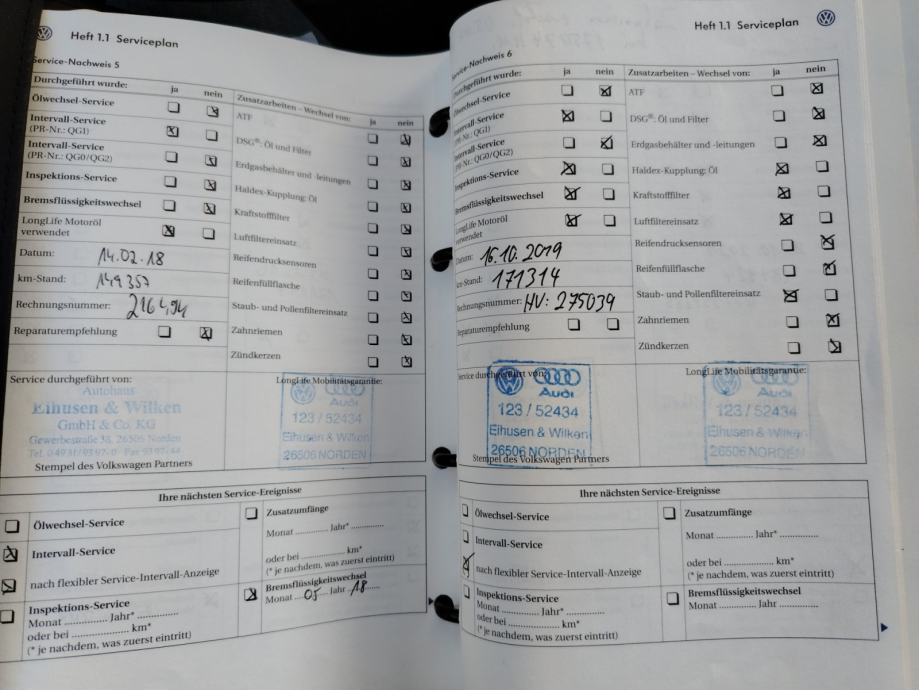 Heft 1.1 Serviceplan
Service-Nachweis 5
Durchgeführt wurde: ja nein
Ölwechsel-Service
Intervall-Service
(PR-Nr.: QG1)
Intervall-Service
(PR-Nr.: QG0/QG2)
Inspektions-Service
Bremsflüssigkeitswechsel
LongLife Motoröl
verwendet
Datum: 14.02.18
km-Stand: 149357
Rechnungsnummer:
Reparaturempfehlung
Zusatzarbeiten – Wechsel von: ja nein
ATF
DSG®: Öl und Filter
Erdgasbehälter und -leitungen
Haldex-Kupplung: Öl
Kraftstofffilter
Luftfiltereinsatz
Reifendrucksensoren
Reifenfüllflasche
Staub- und Pollenfiltereinsatz
Zahnriemen
Zündkerzen
Service durchgeführt von:
Autohaus
Eihusen & Wilken
GmbH & Co. KG
Gewerbestraße 38, 26506 Norden
Stempel des Volkswagen Partners
LongLife Mobilitätsgarantie:
Audi
123 / 52434
Eihusen & Wilken
26506 NORDEN
Ihre nächsten Service-Ereignisse
Ölwechsel-Service
Intervall-Service
nach flexibler Service-Intervall-Anzeige
Inspektions-Service
Monat ............ Jahr* ............
oder bei ............ km*
(* je nachdem, was zuerst eintritt)
Zusatzumfänge
Monat ............ Jahr* ............
oder bei ............ km*
(* je nachdem, was zuerst eintritt)
Bremsflüssigkeitswechsel
Monat 05 Jahr 18
Heft 1.1 Serviceplan
Service-Nachweis 6
Durchgeführt wurde: ja nein
Ölwechsel-Service
Intervall-Service
(PR-Nr.: QG1)
Intervall-Service
(PR-Nr.: QG0/QG2)
Inspektions-Service
Bremsflüssigkeitswechsel
LongLife Motoröl
verwendet
Datum: 16.10.2019
km-Stand: 171314
Rechnungsnummer: HV: 275039
Reparaturempfehlung
Zusatzarbeiten – Wechsel von: ja nein
ATF
DSG®: Öl und Filter
Erdgasbehälter und -leitungen
Haldex-Kupplung: Öl
Kraftstofffilter
Luftfiltereinsatz
Reifendrucksensoren
Reifenfüllflasche
Staub- und Pollenfiltereinsatz
Zahnriemen
Zündkerzen
Service durchgeführt von:
Audi
123 / 52434
Eihusen & Wilken
26506 NORDEN
Stempel des Volkswagen Partners
LongLife Mobilitätsgarantie:
Audi
123 / 52434
Eihusen & Wilken
26506 NORDEN
Ihre nächsten Service-Ereignisse
Ölwechsel-Service
Intervall-Service
nach flexibler Service-Intervall-Anzeige
Inspektions-Service
Monat ............ Jahr* ............
oder bei ............ km*
(* je nachdem, was zuerst eintritt)
Zusatzumfänge
Monat ............ Jahr* ............
oder bei ............ km*
(* je nachdem, was zuerst eintritt)
Bremsflüssigkeitswechsel
Monat ............ Jahr ............